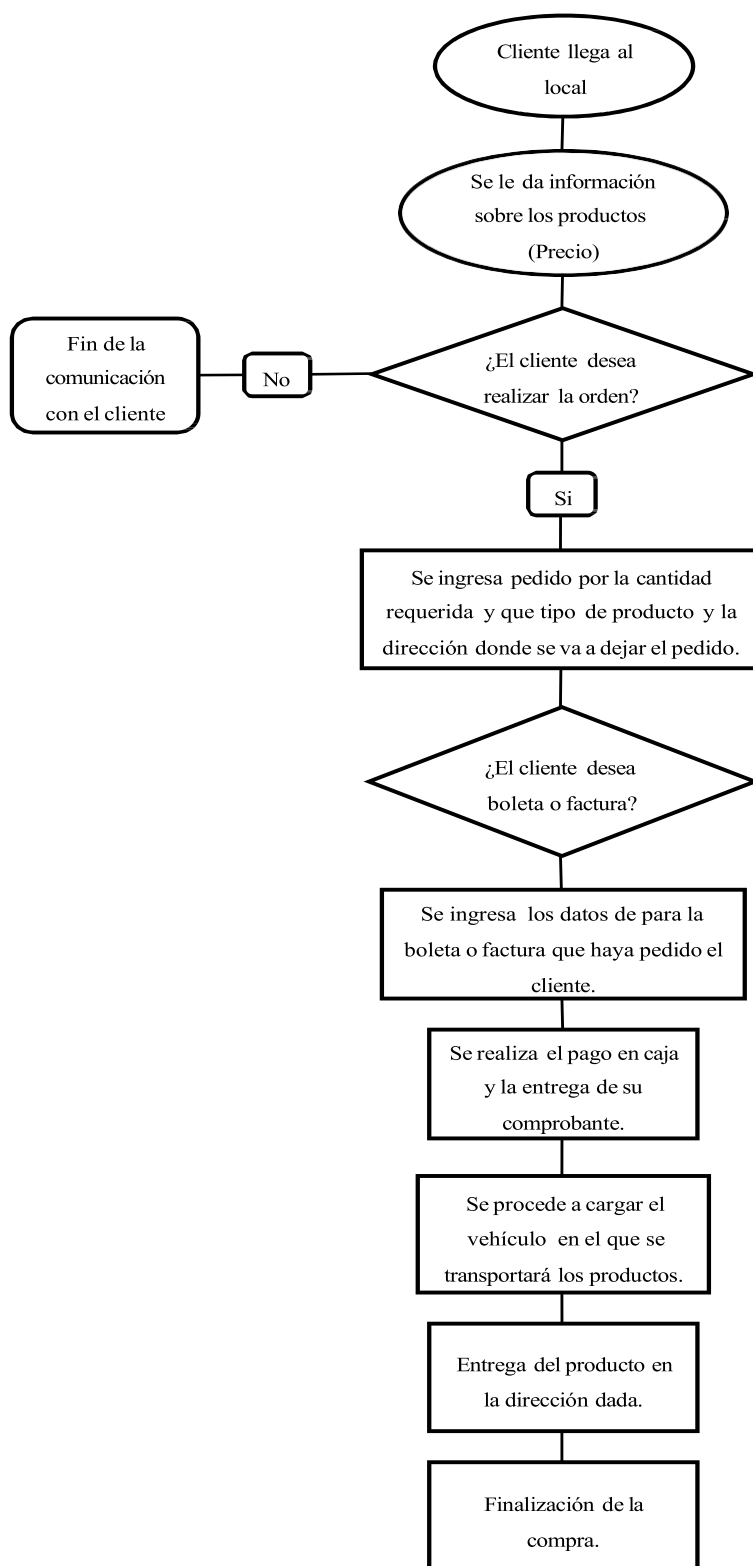 Cliente llega al
local
Se le da información
sobre los productos
(Precio)
¿El cliente desea
realizar la orden?
No
Fin de la
comunicación
con el cliente
Si
Se ingresa pedido por la cantidad
requerida y que tipo de producto y la
dirección donde se va a dejar el pedido.
¿El cliente desea
boleta o factura?
Se ingresa los datos de para la
boleta o factura que haya pedido el
cliente.
Se realiza el pago en caja
y la entrega de su
comprobante.
Se procede a cargar el
vehículo en el que se
transportará los productos.
Entrega del producto en
la dirección dada.
Finalización de la
compra.